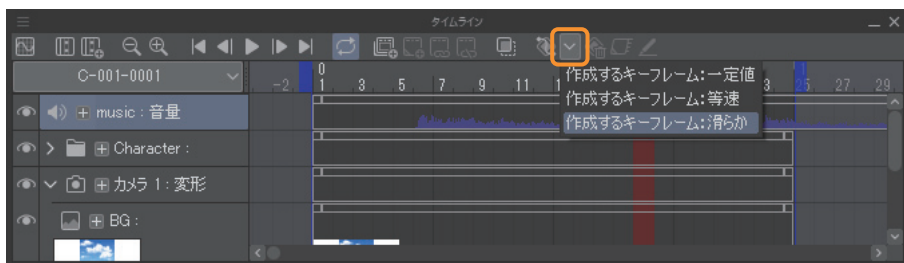 タイムライン
C-001-0001
-2 0 1 3 5 7 9 11 1 3 25 27 29
作成するキーフレーム:一定値
作成するキーフレーム:等速
作成するキーフレーム:滑らか
music : 音量
Character :
カメラ 1 : 変形
BG :